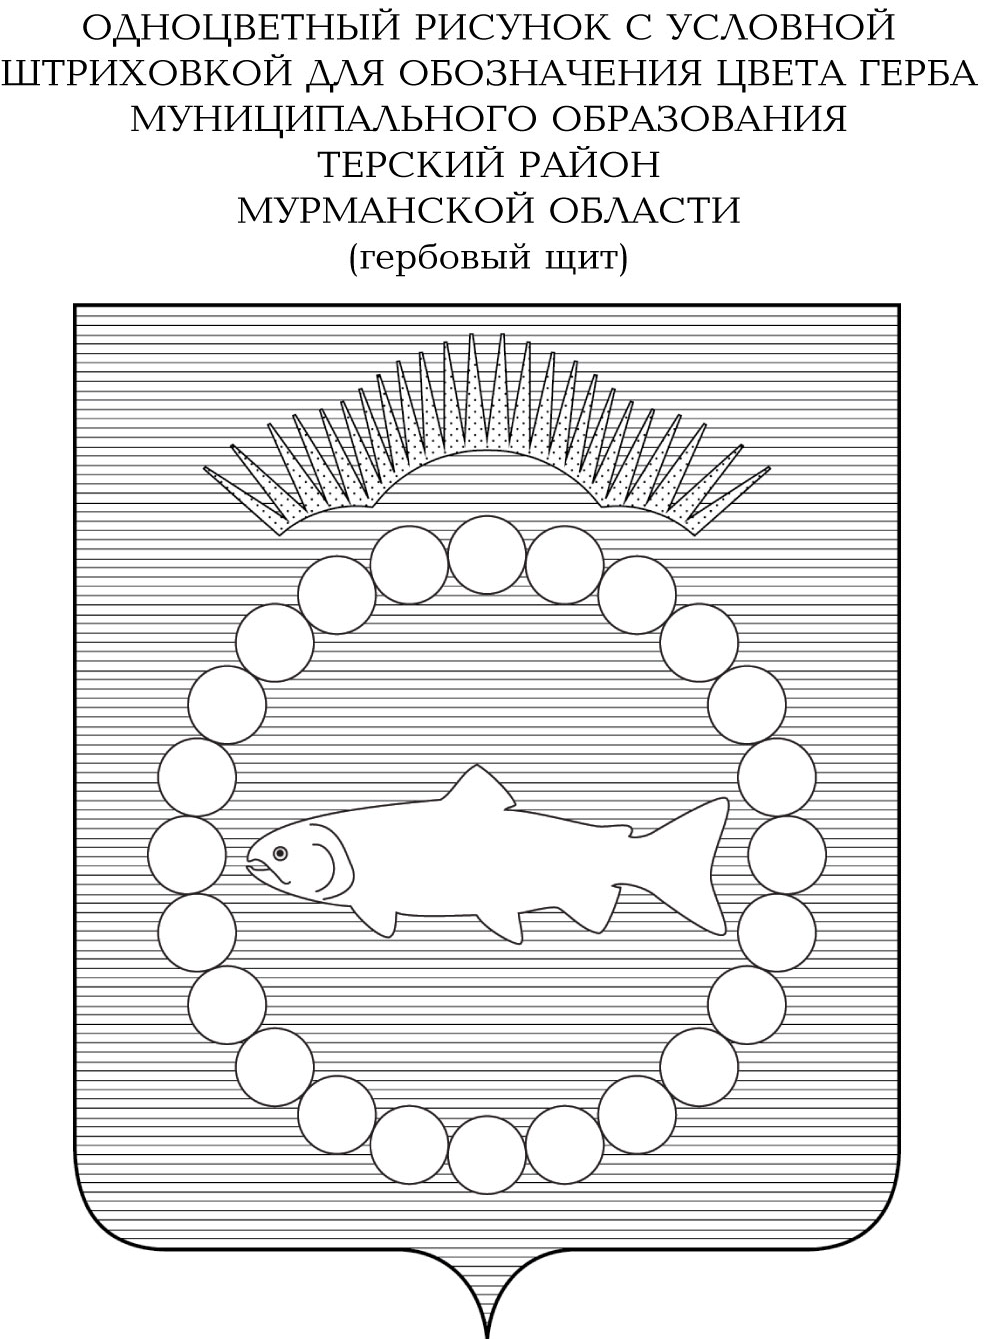 ОДНОЦВЕТНЫЙ РИСУНОК С УСЛОВНОЙ
ШТРИХОВКОЙ ДЛЯ ОБОЗНАЧЕНИЯ ЦВЕТА ГЕРБА
МУНИЦИПАЛЬНОГО ОБРАЗОВАНИЯ
ТЕРСКИЙ РАЙОН
МУРМАНСКОЙ ОБЛАСТИ
(гербовый щит)